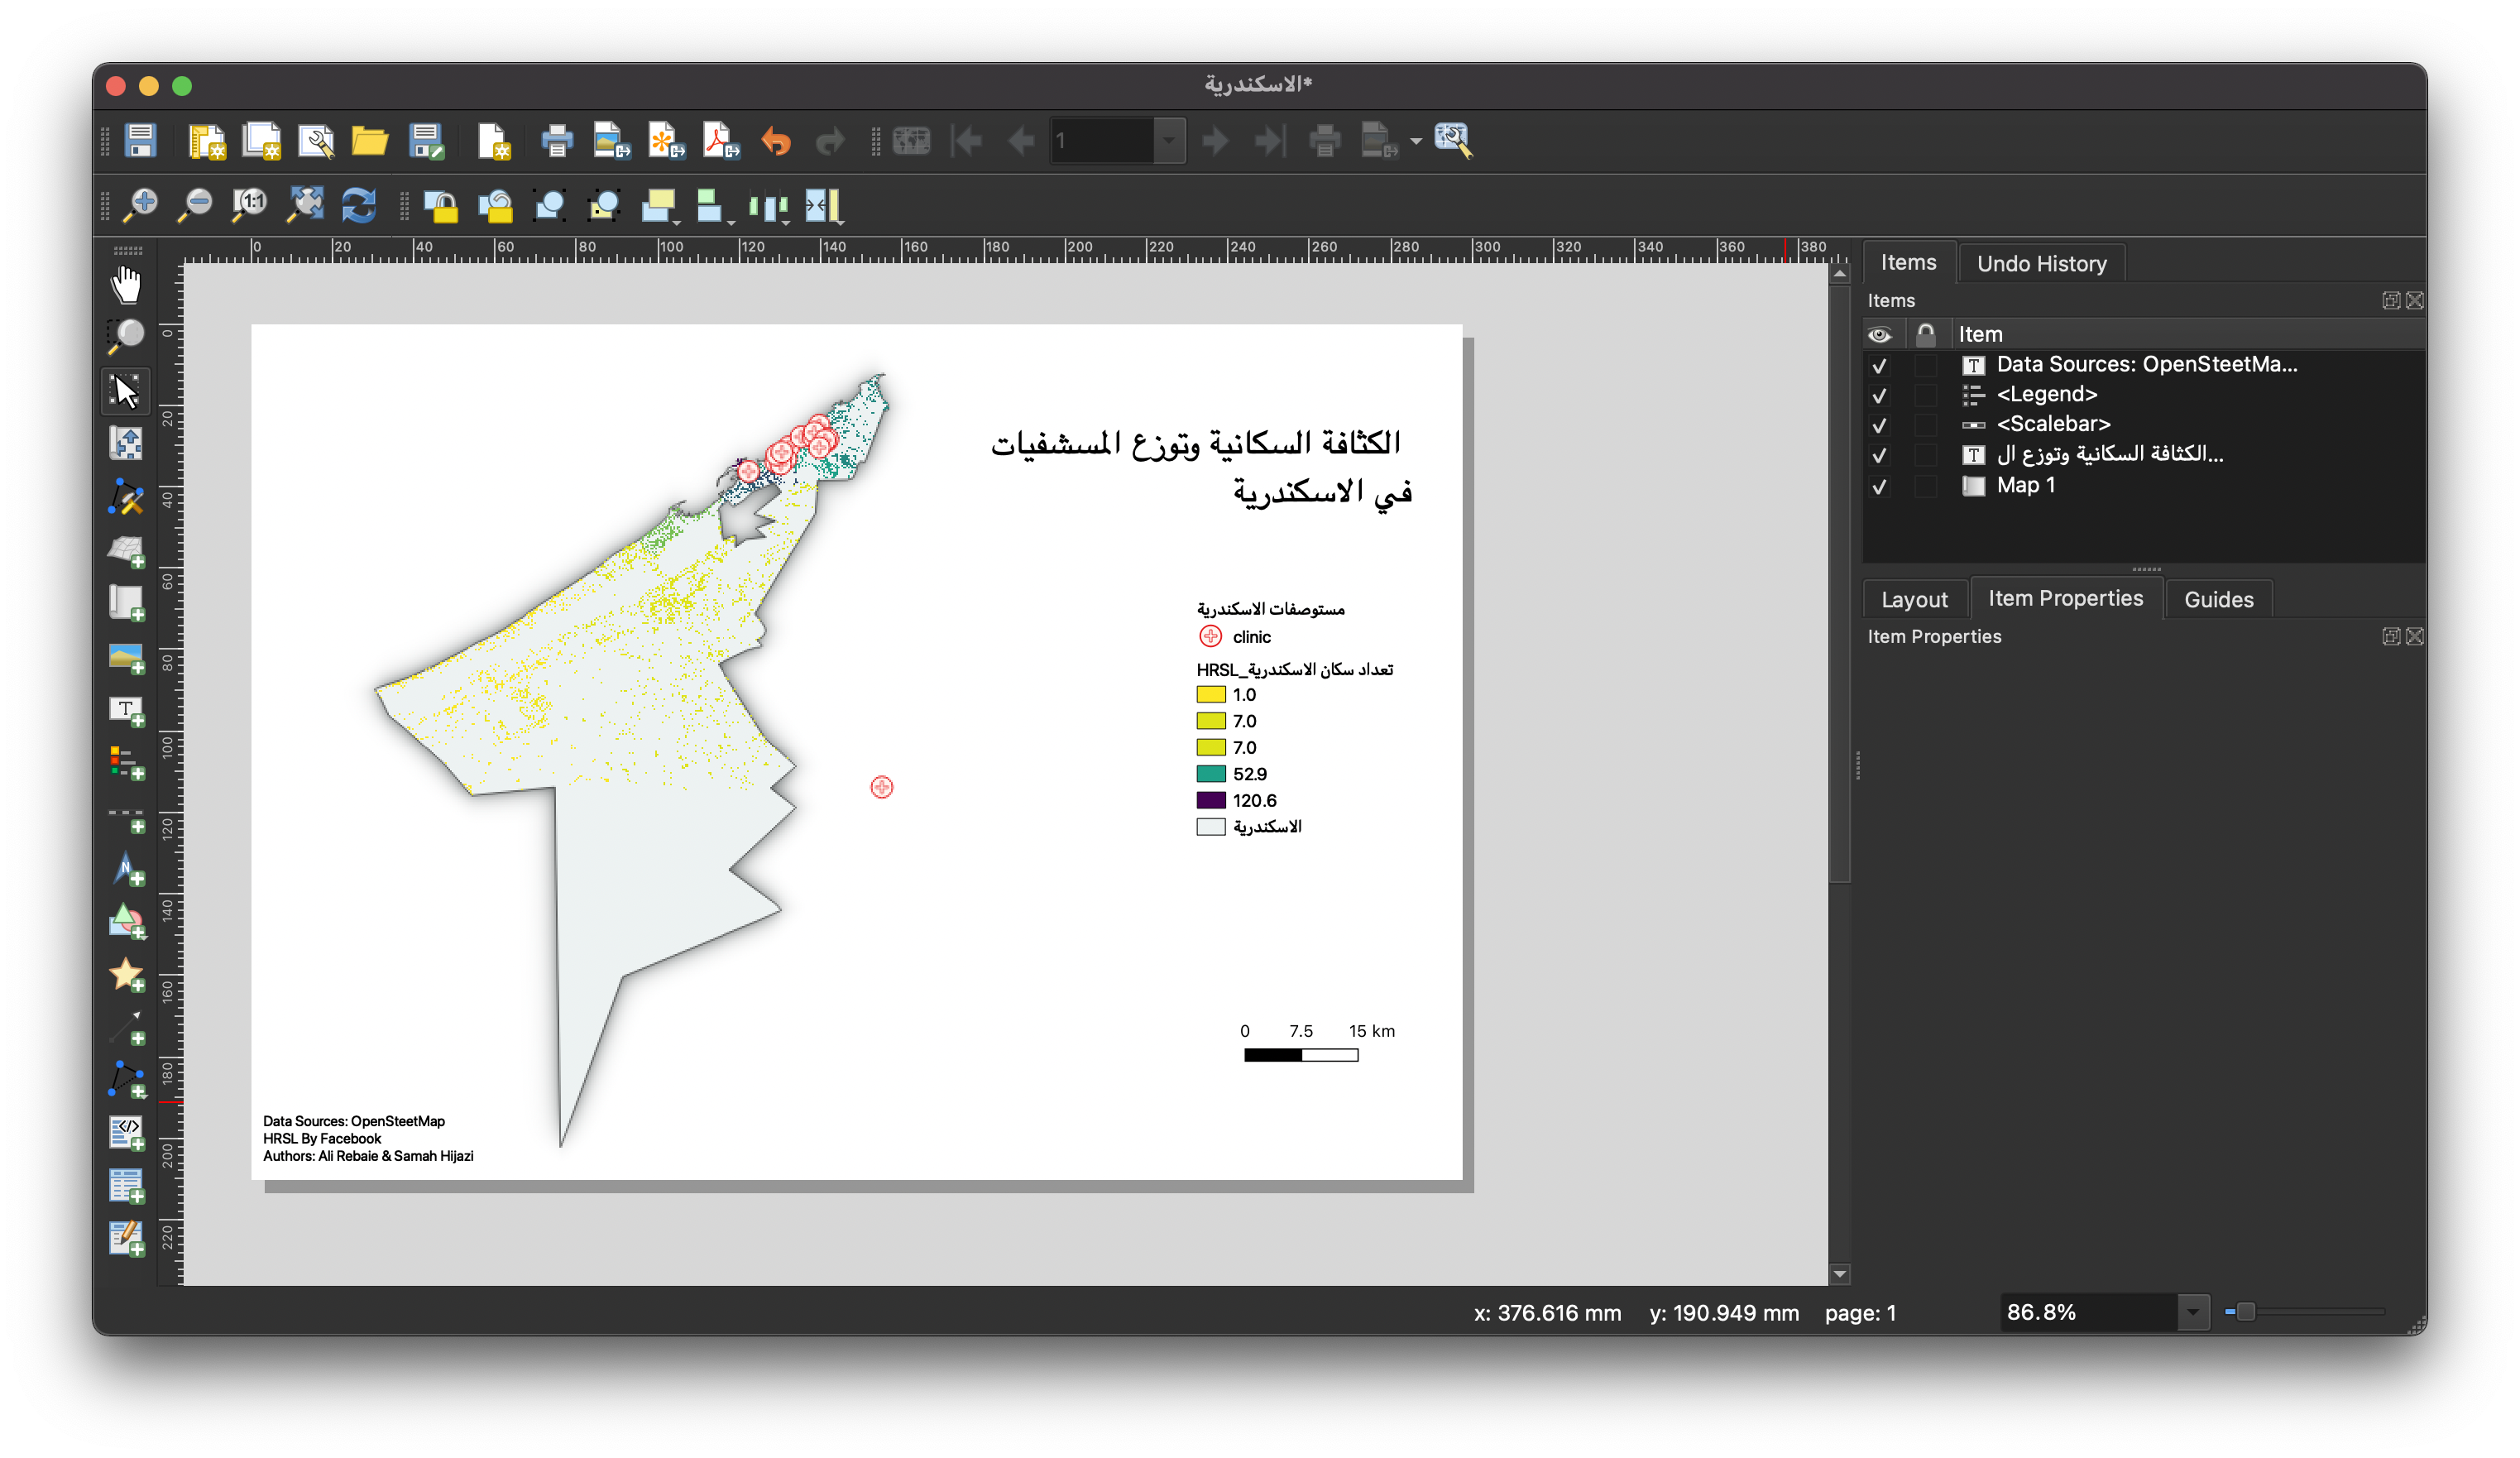 *الاسكندرية
1
1:1
0 20 40 60 80 100 120 140 160 180 200 220 240 260 280 300 320 340 360 380
0 20 40 60 80 100 120 140 160 180 200 220
الكثافة السكانية وتوزع المسشفيات
في الاسكندرية
مستوصفات الاسكندرية
clinic
تعداد سكان الاسكندرية_HRSL
1.0
7.0
7.0
52.9
120.6
الاسكندرية
0 7.5 15 km
Data Sources: OpenSteetMap
HRSL By Facebook
Authors: Ali Rebaie & Samah Hijazi
Items Undo History
Items
Item
Data Sources: OpenSteetMa...
<Legend>
<Scalebar>
الكثافة السكانية وتوزع ال...
Map 1
Layout Item Properties Guides
Item Properties
x: 376.616 mm y: 190.949 mm page: 1 86.8%